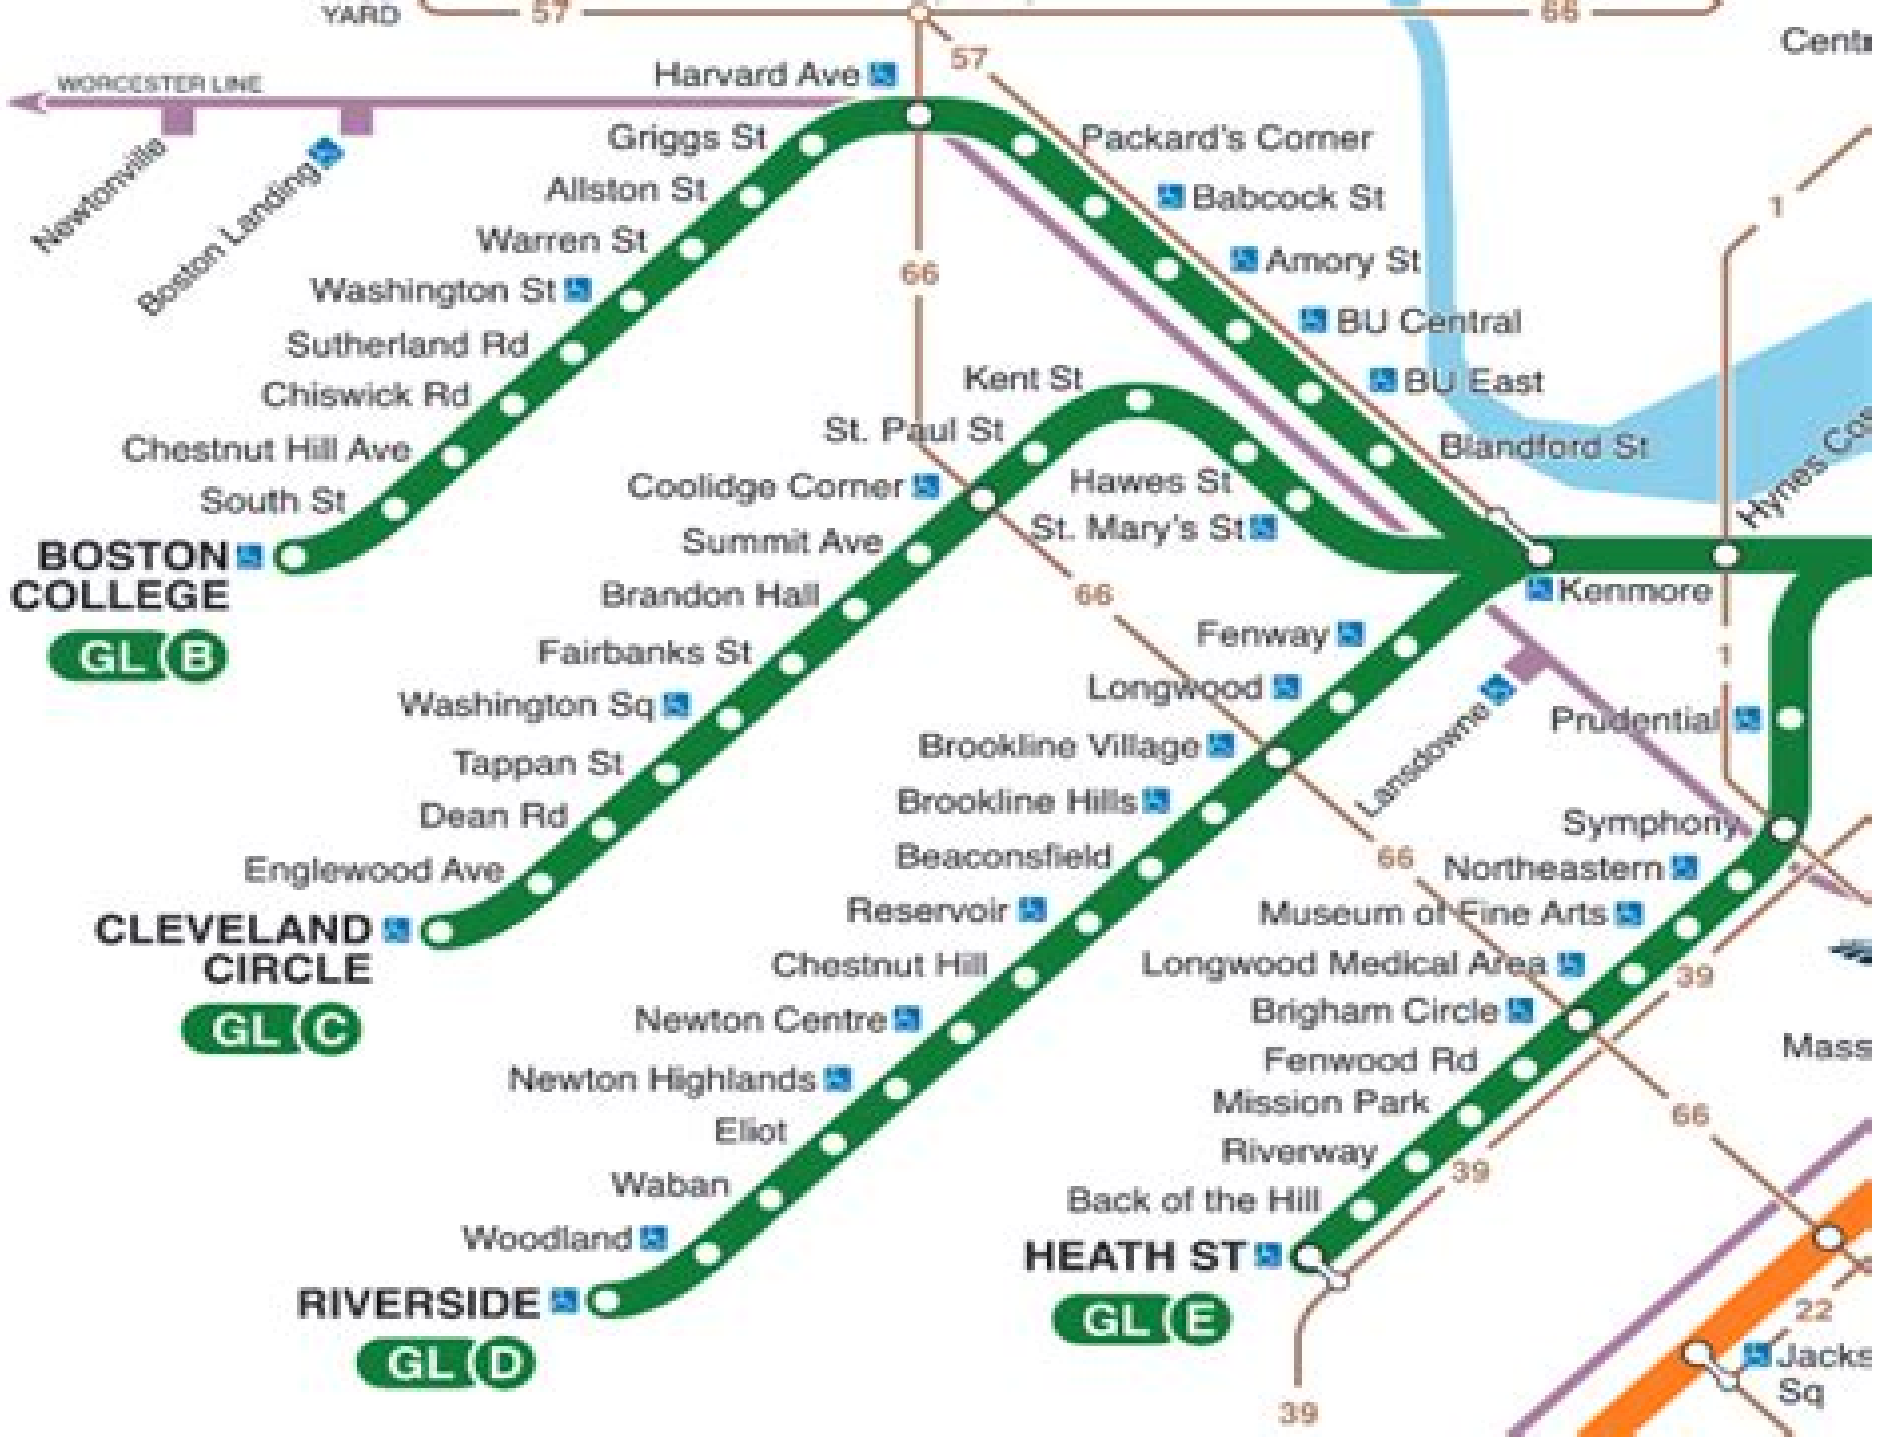 YARD
57
66
Centr
57
Harvard Ave
WORCESTER LINE
Newtonville
Boston Landing
Griggs St
Packard's Corner
Allston St
Babcock St
1
Warren St
Amory St
66
Washington St
BU Central
Sutherland Rd
Kent St
BU East
Chiswick Rd
St. Paul St
Blandford St
Chestnut Hill Ave
Coolidge Corner
Hawes St
Hynes Co
South St
St. Mary's St
Summit Ave
BOSTON
COLLEGE
GL B
Kenmore
66
Brandon Hall
Fenway
1
Fairbanks St
Longwood
Washington Sq
Prudential
Lansdowne
Brookline Village
Tappan St
Brookline Hills
Dean Rd
Symphony
66
Beaconsfield
Northeastern
Englewood Ave
Reservoir
Museum of Fine Arts
CLEVELAND
CIRCLE
GL C
Chestnut Hill
Longwood Medical Area
39
Newton Centre
Brigham Circle
Mass
Fenwood Rd
Newton Highlands
Mission Park
66
Eliot
Riverway
39
Waban
Back of the Hill
Woodland
HEATH ST
GL E
RIVERSIDE
GL D
22
Jacks
Sq
39